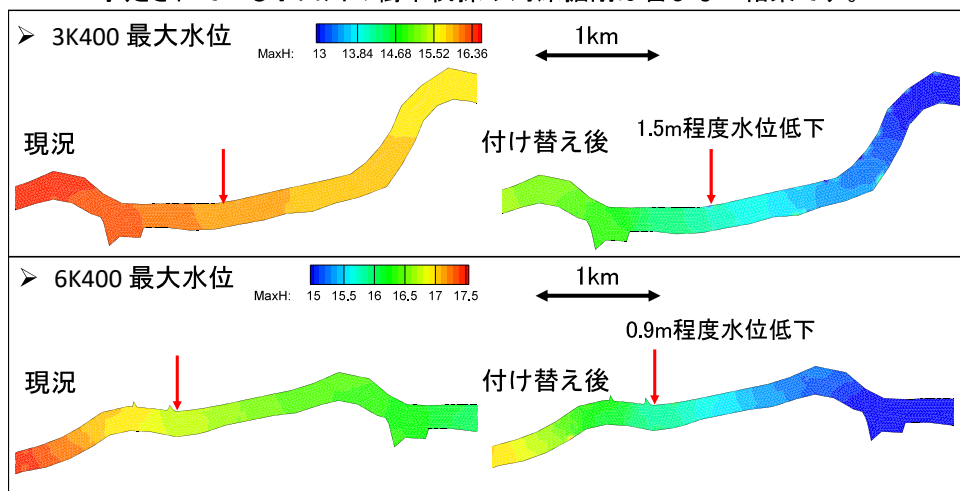 ➤ 3K400 最大水位
MaxH: 13 13.84 14.68 15.52 16.36
1km
現況
付け替え後
1.5m程度水位低下
➤ 6K400 最大水位
MaxH: 15 15.5 16 16.5 17 17.5
1km
現況
付け替え後
0.9m程度水位低下